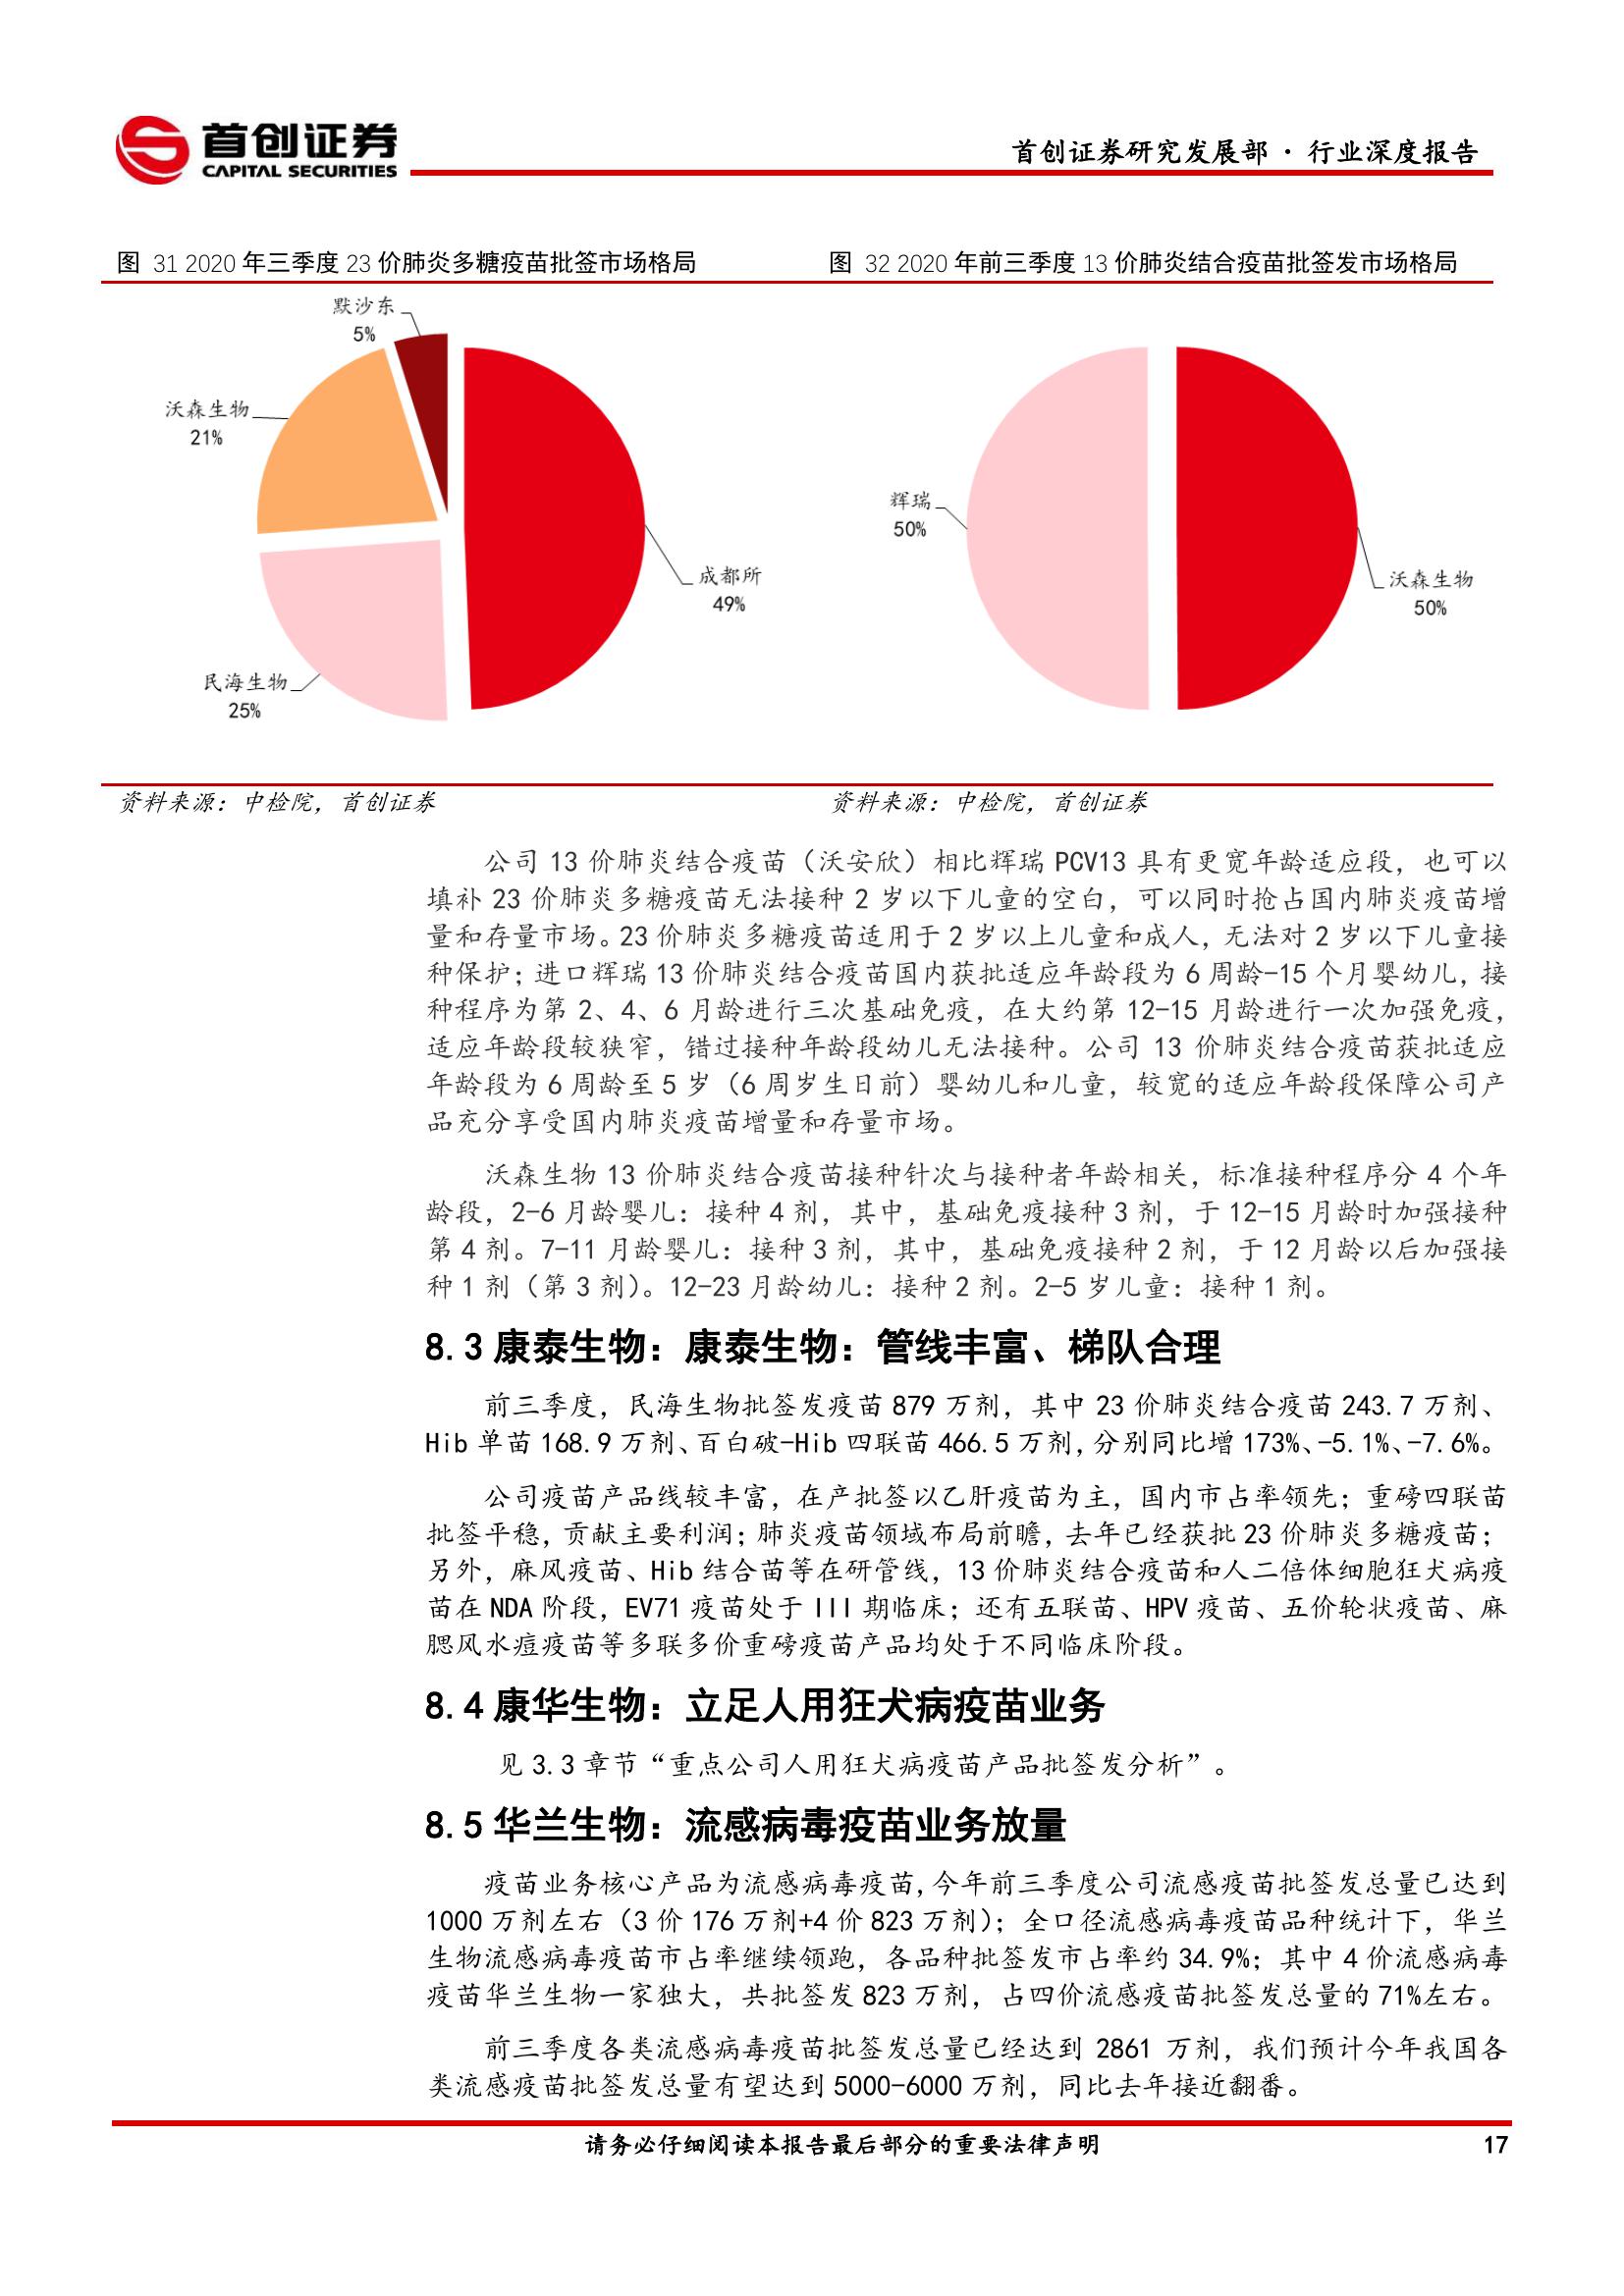 首创证券
CAPITAL SECURITIES
首创证券研究发展部 · 行业深度报告
图 31 2020 年三季度 23 价肺炎多糖疫苗批签市场格局
默沙东
5%
沃森生物
21%
成都所
49%
民海生物
25%
图 32 2020 年前三季度 13 价肺炎结合疫苗批签发市场格局
辉瑞
50%
沃森生物
50%
资料来源：中检院，首创证券
资料来源：中检院，首创证券
公司 13 价肺炎结合疫苗（沃安欣）相比辉瑞 PCV13 具有更宽年龄适应段，也可以
填补 23 价肺炎多糖疫苗无法接种 2 岁以下儿童的空白，可以同时抢占国内肺炎疫苗增
量和存量市场。23 价肺炎多糖疫苗适用于 2 岁以上儿童和成人，无法对 2 岁以下儿童接
种保护；进口辉瑞 13 价肺炎结合疫苗国内获批适应年龄段为 6 周龄-15 个月婴幼儿，接
种程序为第 2、4、6 月龄进行三次基础免疫，在大约第 12-15 月龄进行一次加强免疫，
适应年龄段较狭窄，错过接种年龄段幼儿无法接种。公司 13 价肺炎结合疫苗获批适应
年龄段为 6 周龄至 5 岁（6 周岁生日前）婴幼儿和儿童，较宽的适应年龄段保障公司产
品充分享受国内肺炎疫苗增量和存量市场。
沃森生物 13 价肺炎结合疫苗接种针次与接种者年龄相关，标准接种程序分 4 个年
龄段，2-6 月龄婴儿：接种 4 剂，其中，基础免疫接种 3 剂，于 12-15 月龄时加强接种
第 4 剂。7-11 月龄婴儿：接种 3 剂，其中，基础免疫接种 2 剂，于 12 月龄以后加强接
种 1 剂（第 3 剂）。12-23 月龄幼儿：接种 2 剂。2-5 岁儿童：接种 1 剂。
8.3 康泰生物：康泰生物：管线丰富、梯队合理
前三季度，民海生物批签发疫苗 879 万剂，其中 23 价肺炎结合疫苗 243.7 万剂、
Hib 单苗 168.9 万剂、百白破-Hib 四联苗 466.5 万剂，分别同比增 173%、-5.1%、-7.6%。
公司疫苗产品线较丰富，在产批签以乙肝疫苗为主，国内市占率领先；重磅四联苗
批签平稳，贡献主要利润；肺炎疫苗领域布局前瞻，去年已经获批 23 价肺炎多糖疫苗；
另外，麻风疫苗、Hib 结合苗等在研管线，13 价肺炎结合疫苗和人二倍体细胞狂犬病疫
苗在 NDA 阶段，EV71 疫苗处于 III 期临床；还有五联苗、HPV 疫苗、五价轮状疫苗、麻
腮风水痘疫苗等多联多价重磅疫苗产品均处于不同临床阶段。
8.4 康华生物：立足人用狂犬病疫苗业务
见 3.3 章节“重点公司人用狂犬病疫苗产品批签发分析”。
8.5 华兰生物：流感病毒疫苗业务放量
疫苗业务核心产品为流感病毒疫苗，今年前三季度公司流感疫苗批签发总量已达到
1000 万剂左右（3 价 176 万剂+4 价 823 万剂）；全口径流感病毒疫苗品种统计下，华兰
生物流感病毒疫苗市占率继续领跑，各品种批签发市占率约 34.9%；其中 4 价流感病毒
疫苗华兰生物一家独大，共批签发 823 万剂，占四价流感疫苗批签发总量的 71%左右。
前三季度各类流感病毒疫苗批签发总量已经达到 2861 万剂，我们预计今年我国各
类流感疫苗批签发总量有望达到 5000-6000 万剂，同比去年接近翻番。
请务必仔细阅读本报告最后部分的重要法律声明
17